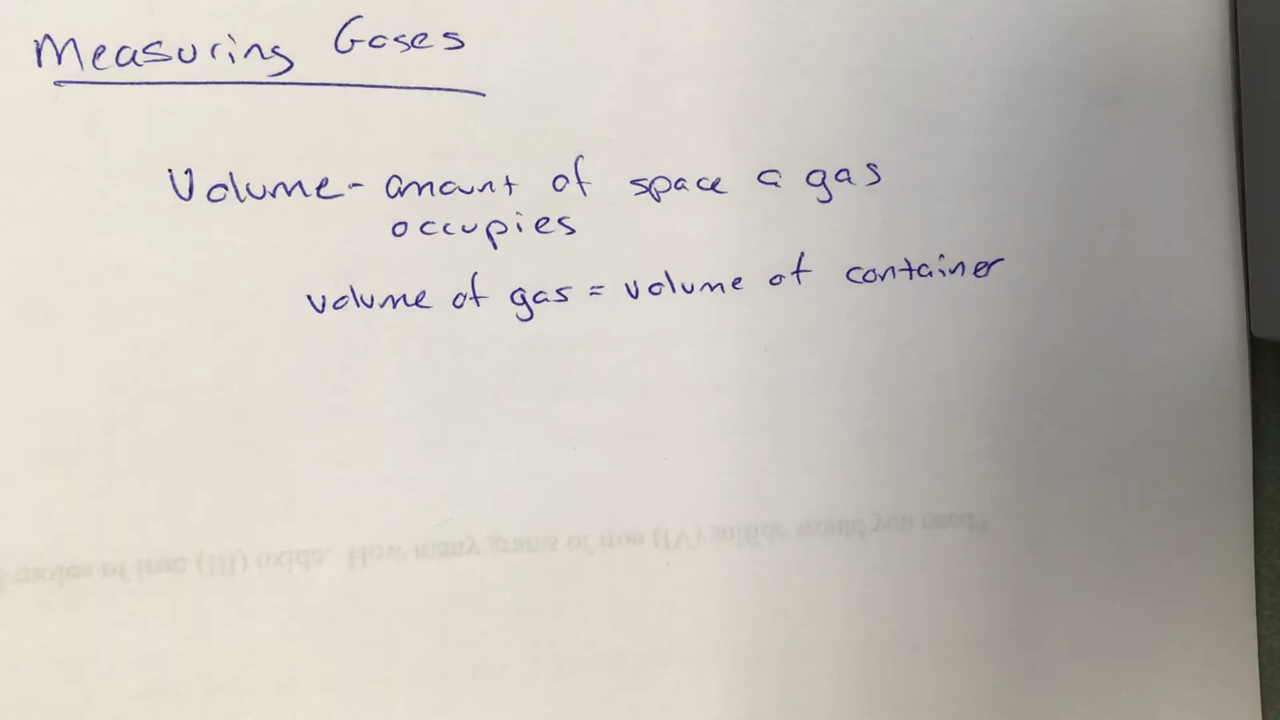 Measuring Gases
Volume - amount of space a gas
occupies
volume of gas = volume of container